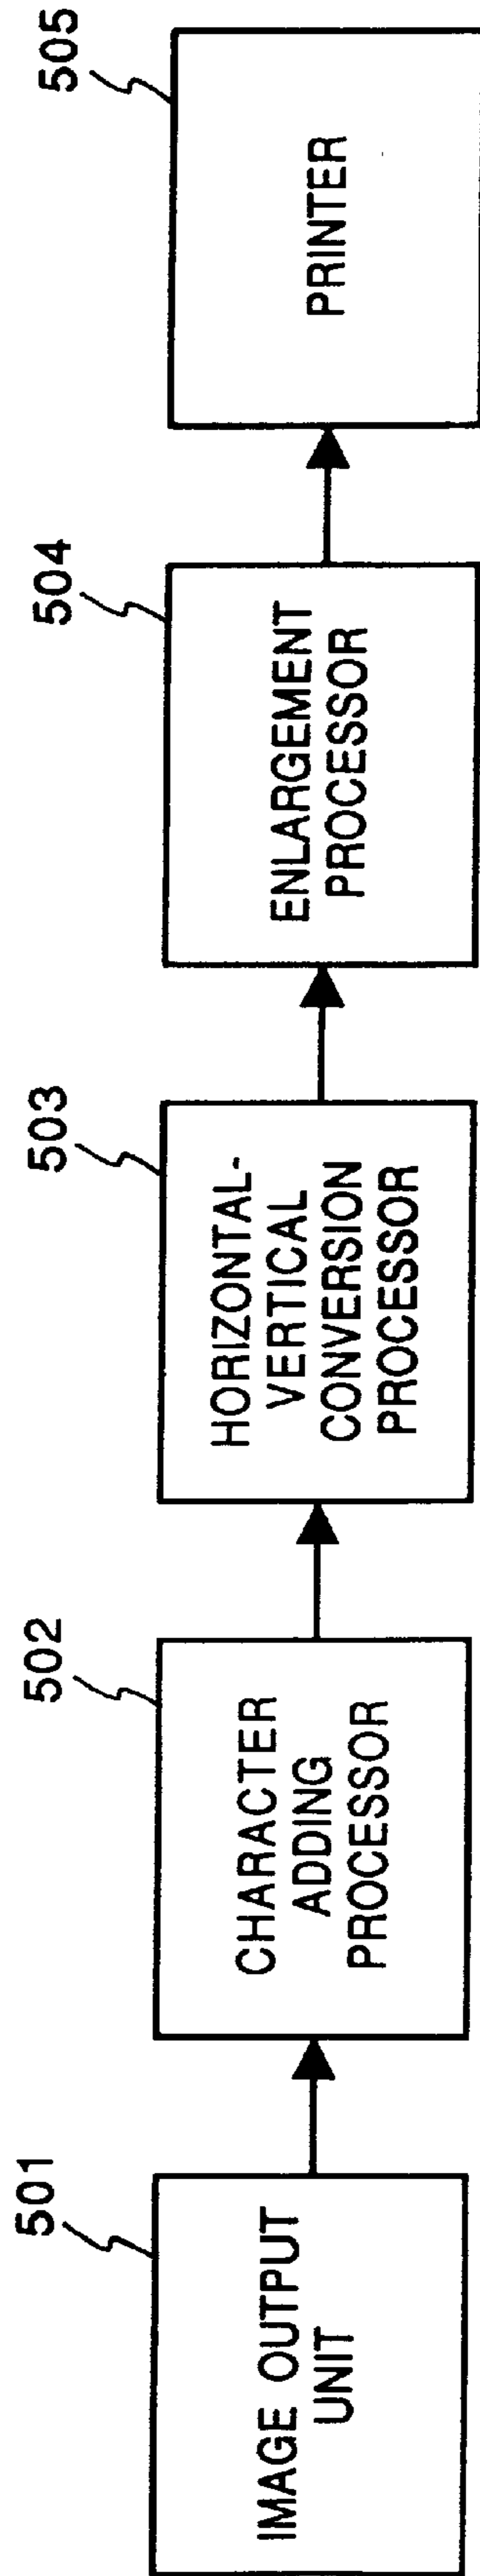 501
IMAGE OUTPUT
UNIT
502
CHARACTER
ADDING
PROCESSOR
503
HORIZONTAL-
VERTICAL
CONVERSION
PROCESSOR
504
ENLARGEMENT
PROCESSOR
505
PRINTER